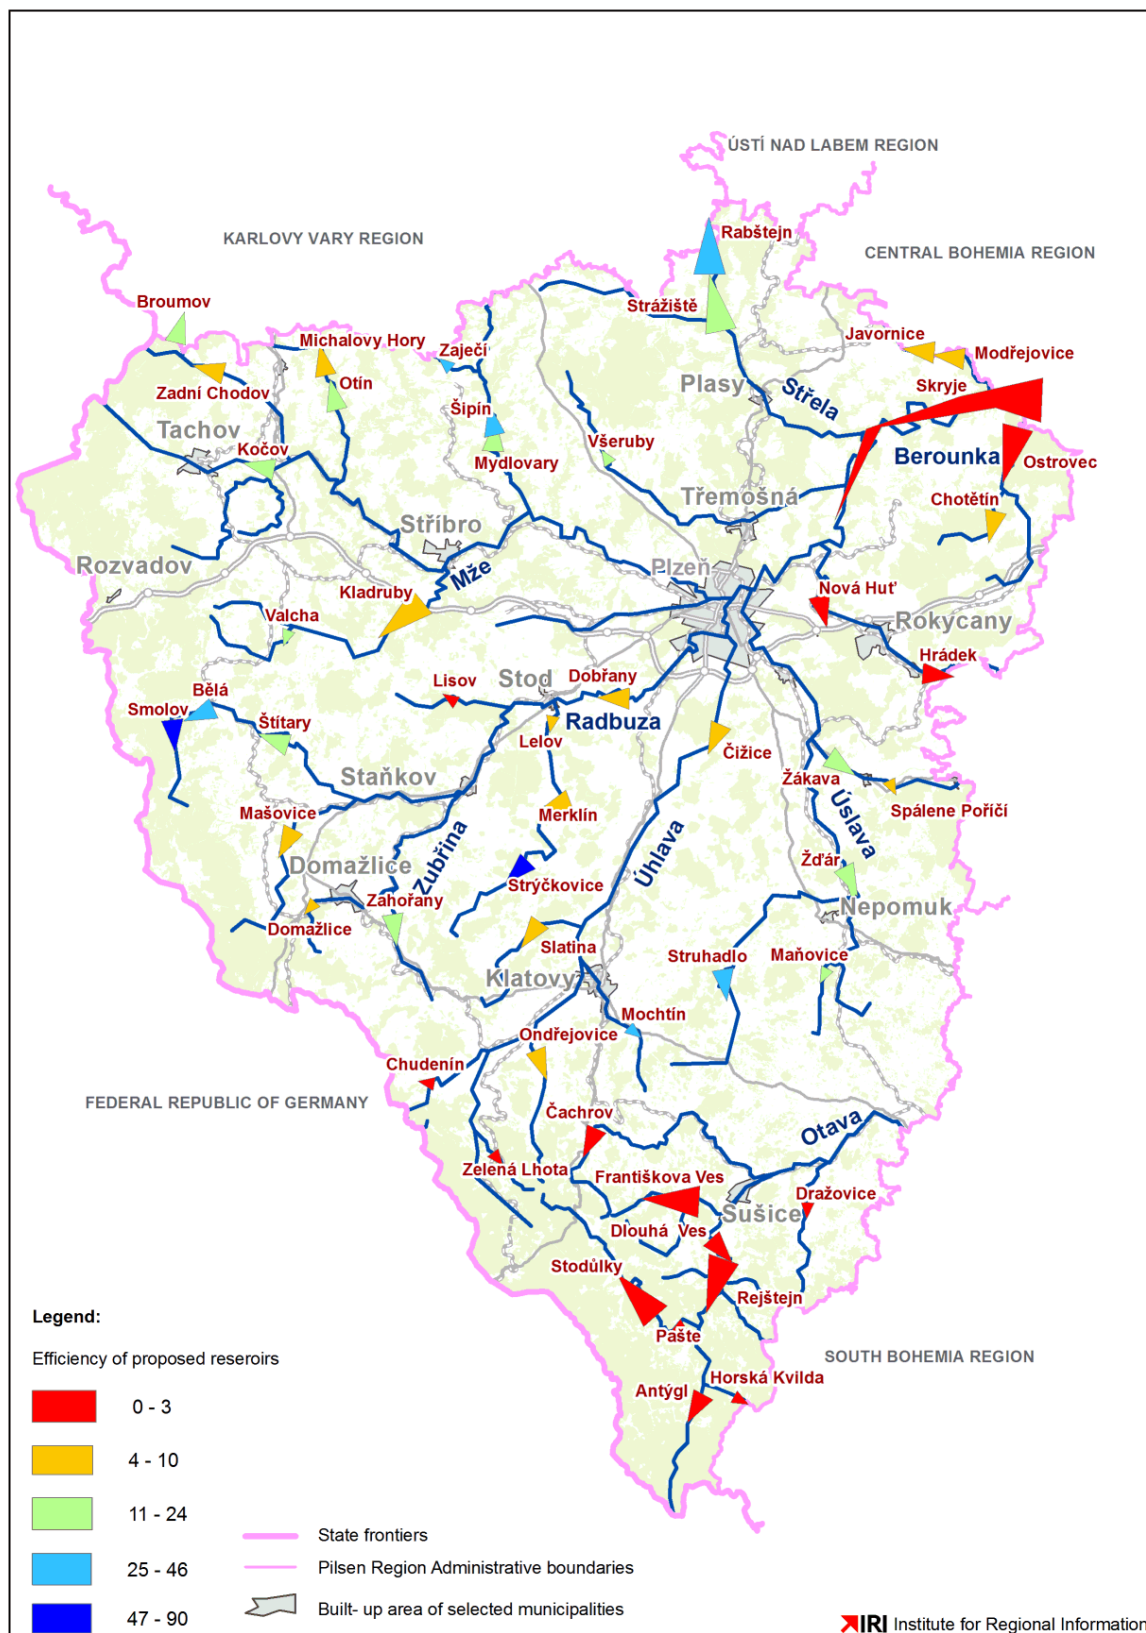 ÚSTÍ NAD LABEM REGION
KARLOVY VARY REGION
Rabštejn
CENTRAL BOHEMIA REGION
Broumov
Strážiště
Michalovy Hory
Zaječí
Javornice
Modřejovice
Zadní Chodov
Otín
Plasy
Skryje
Střela
Šipín
Tachov
Kočov
Všeruby
Berounka
Ostrovec
Mydlovary
Třemošná
Chotětín
Stříbro
Rozvadov
Mže
Plzeň
Kladruby
Nová Huť
Valcha
Rokycany
Hrádek
Bělá
Lisov
Stod
Dobřany
Smolov
Štítary
Radbuza
Lelov
Čižice
Staňkov
Žákava
Mašovice
Merklín
Úslava
Spálene Poříčí
Zubřina
Úhlava
Domažlice
Strýčkovice
Žďár
Zahořany
Nepomuk
Domažlice
Slatina
Struhadlo
Maňovice
Klatovy
Mochtín
Ondřejovice
Chudenín
FEDERAL REPUBLIC OF GERMANY
Čachrov
Otava
Zelená Lhota
Františkova Ves
Dražovice
Sušice
Dlouhá Ves
Stodůlky
Rejštejn
Pašte
SOUTH BOHEMIA REGION
Antýgl
Horská Kvilda
Legend:
Efficiency of proposed reseroirs
0 - 3
4 - 10
11 - 24
25 - 46
47 - 90
State frontiers
Pilsen Region Administrative boundaries
Built- up area of selected municipalities
IRI Institute for Regional Information